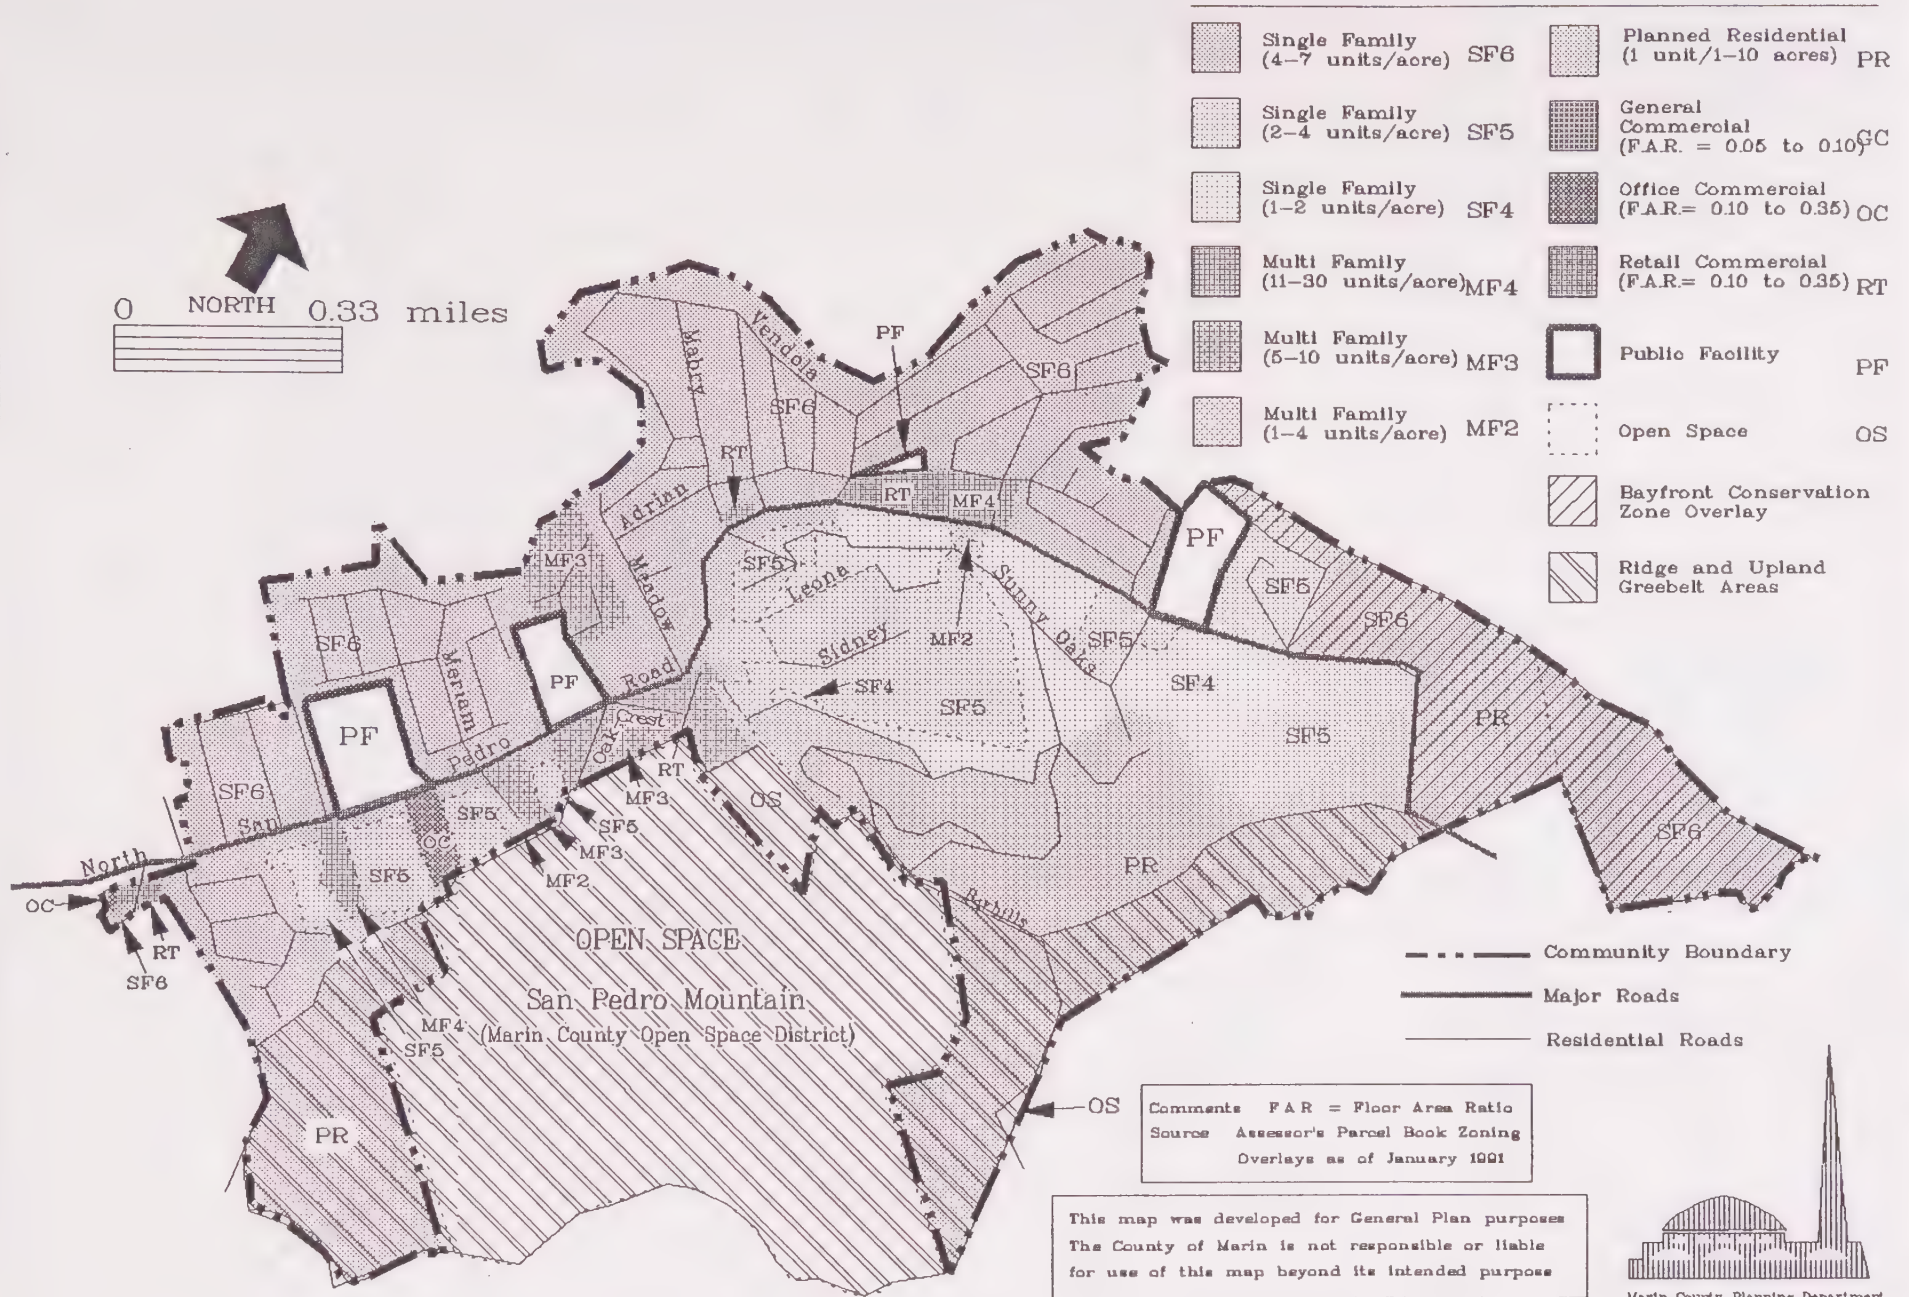 Single Family
(4-7 units/acre) SF6
Single Family
(2-4 units/acre) SF5
Single Family
(1-2 units/acre) SF4
Multi Family
(11-30 units/acre) MF4
Multi Family
(5-10 units/acre) MF3
Multi Family
(1-4 units/acre) MF2
Planned Residential
(1 unit/1-10 acres) PR
General
Commercial
(F.A.R. = 0.05 to 0.10) GC
Office Commercial
(F.A.R.= 0.10 to 0.35) OC
Retail Commercial
(F.A.R.= 0.10 to 0.35) RT
Public Facility PF
Open Space OS
Bayfront Conservation
Zone Overlay
Ridge and Upland
Greebelt Areas
0 NORTH 0.33 miles
Vendola
Mabry
PF
SF6
SF6
RT
Adrian
RT
MF4
MF3
Meadow
SF5
Leona
PF
SF5
Sunny Oaks
SF6
MF2
SF5
SF6
Merriam
Sidney
PF
Road
SF4
SF4
SF5
PR
SF5
PF
Pedro
Oak Crest
RT
MF3
OS
SF6
San
SF5
SF5
MF3
MF2
OC
SF5
SF6
North
OC
RT
SF6
PR
Bayhills
OPEN SPACE
San Pedro Mountain
(Marin County Open Space District)
MF4
SF5
PR
OS
Community Boundary
Major Roads
Residential Roads
Comments F A R = Floor Area Ratio
Source Assessor's Parcel Book Zoning
Overlays as of January 1991
This map was developed for General Plan purposes
The County of Marin is not responsible or liable
for use of this map beyond its intended purpose
Marin County Planning Department